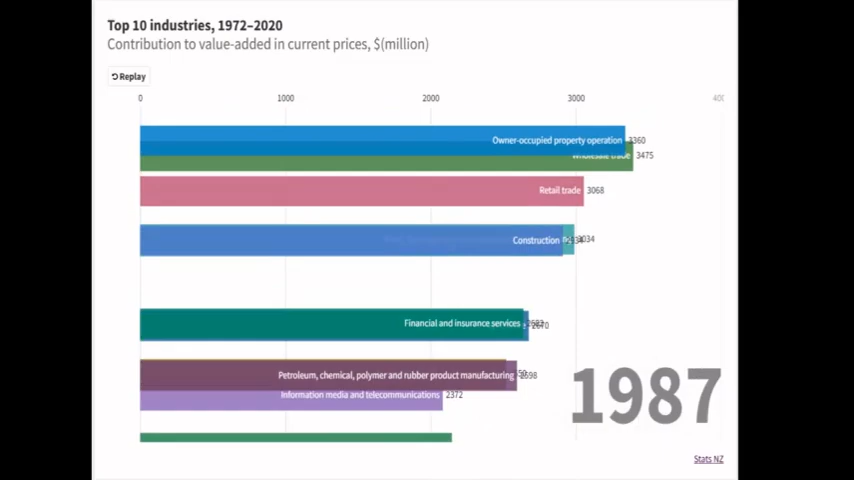 Top 10 industries, 1972–2020
Contribution to value-added in current prices, $(million)
Replay
0 1000 2000 3000
Owner-occupied property operation 3360
Wholesale trade 3475
Retail trade 3068
Construction
Financial and insurance services
Petroleum, chemical, polymer and rubber product manufacturing
Information media and telecommunications 2372
1987
Stats NZ